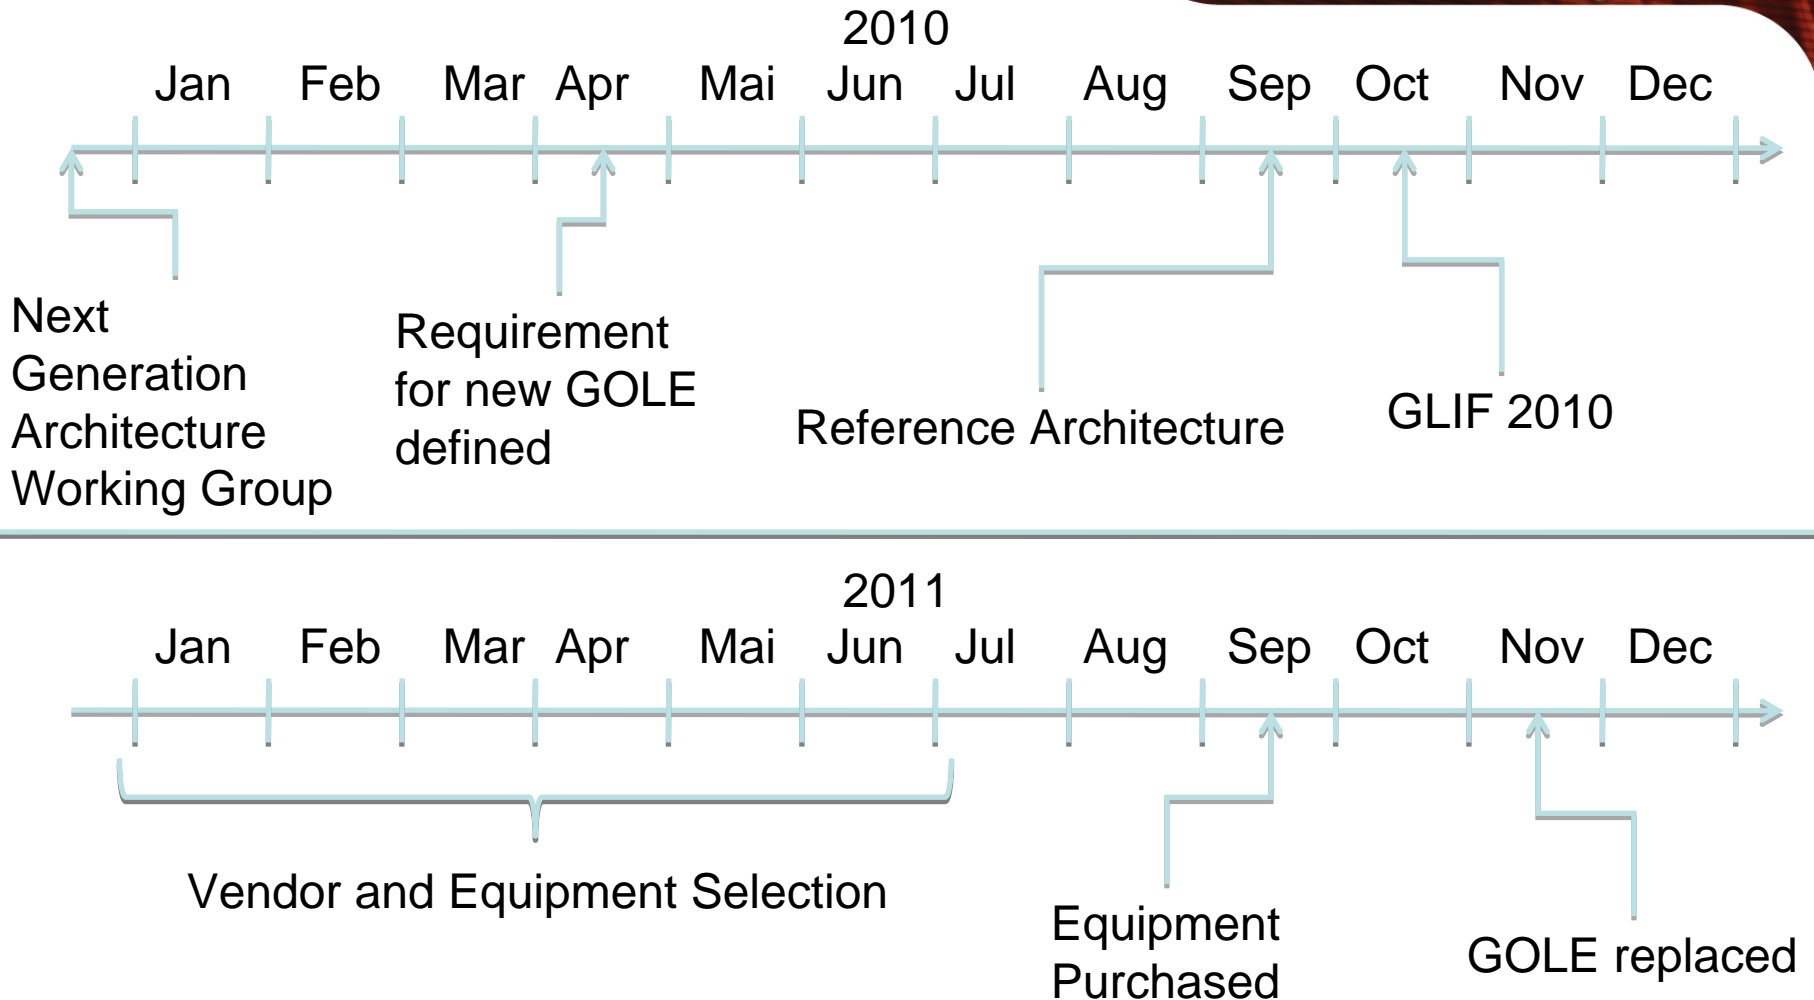 2010
Jan Feb Mar Apr Mai Jun Jul Aug Sep Oct Nov Dec
Next
Generation
Architecture
Working Group
Requirement
for new GOLE
defined
Reference Architecture
GLIF 2010
2011
Jan Feb Mar Apr Mai Jun Jul Aug Sep Oct Nov Dec
Vendor and Equipment Selection
Equipment
Purchased
GOLE replaced